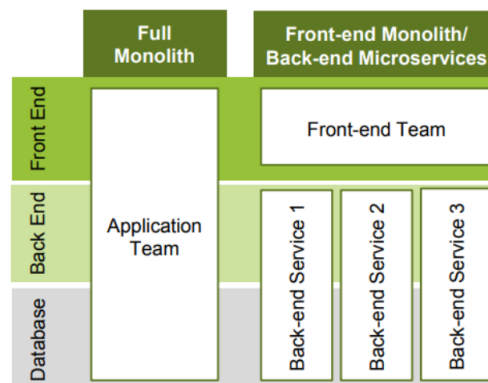 Full
Monolith
Front-end Monolith/
Back-end Microservices
Front End
Front-end Team
Back End
Application
Team
Back-end Service 1
Back-end Service 2
Back-end Service 3
Database